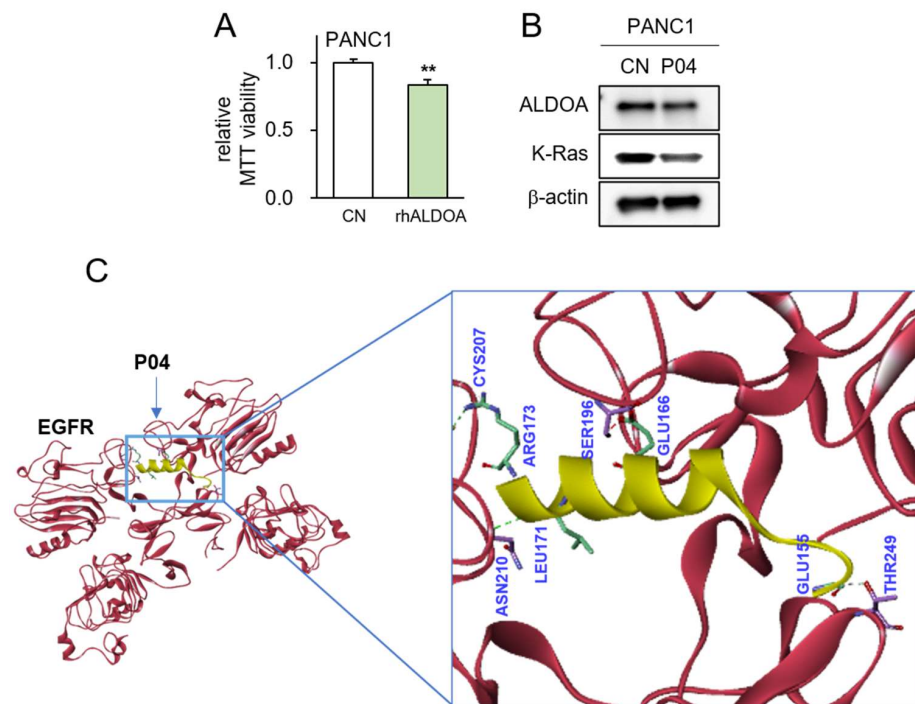 A
PANC1
**
relative
MTT viability
1.0
0.5
0.0
CN
rhALDOA
B
PANC1
CN P04
ALDOA
K-Ras
β-actin
C
P04
EGFR
CYS207
ARG173
SER196
GLU166
ASN210
LEU171
GLU155
THR249